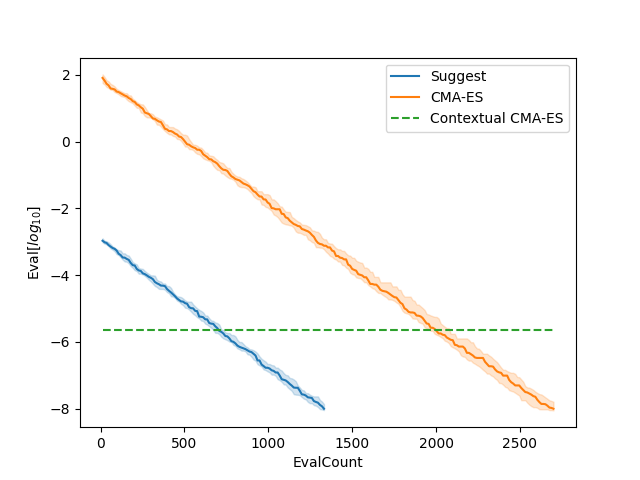 Suggest
CMA-ES
Contextual CMA-ES
Eval[log₁₀]
2
0
−2
−4
−6
−8
0 500 1000 1500 2000 2500
EvalCount